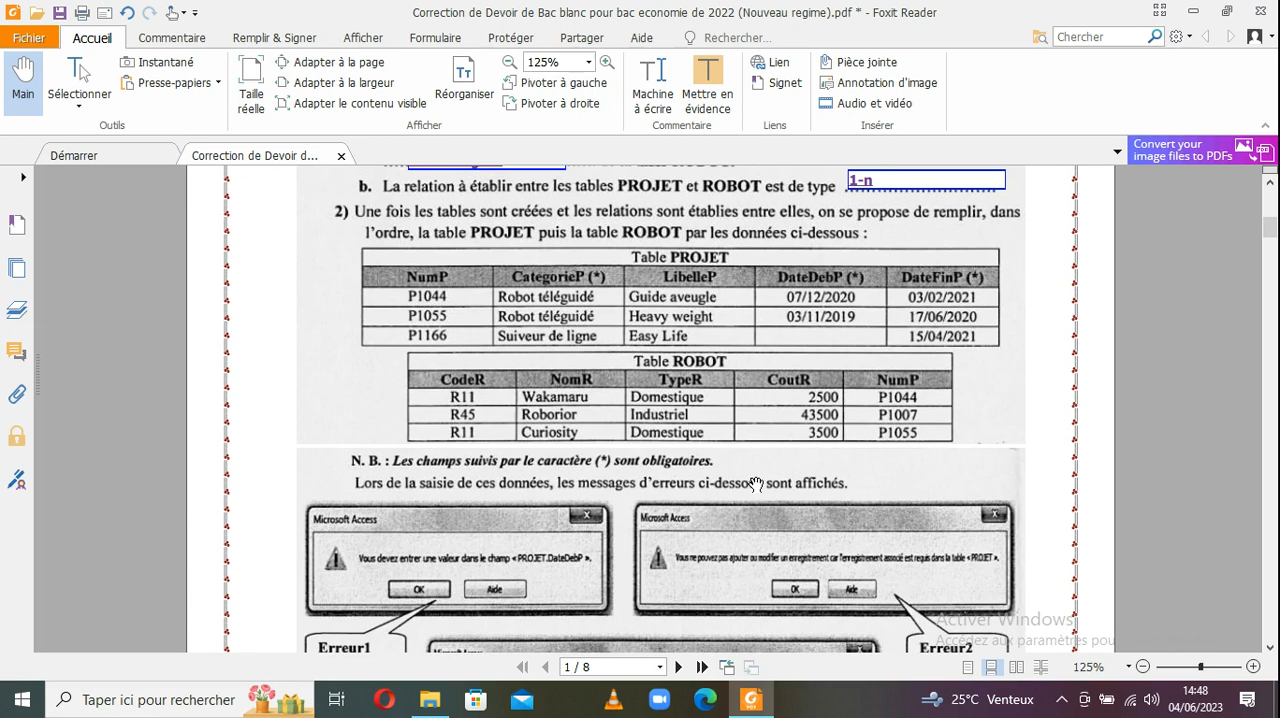 Correction de Devoir de Bac blanc pour bac economie de 2022 (Nouveau regime).pdf * - Foxit Reader
Fichier Accueil Commentaire Remplir & Signer Afficher Formulaire Protéger Partager Aide Rechercher... Chercher
Main
Sélectionner
Instantané
Presse-papiers
Outils
Taille réelle
Adapter à la page
Adapter à la largeur
Adapter le contenu visible
Réorganiser
125%
Pivoter à gauche
Pivoter à droite
Afficher
Machine à écrire
Mettre en évidence
Commentaire
Lien
Signet
Liens
Pièce jointe
Annotation d'image
Audio et vidéo
Insérer
Démarrer
Correction de Devoir d...
Convert your
image files to PDFs
b. La relation à établir entre les tables PROJET et ROBOT est de type 1-n
2) Une fois les tables sont créées et les relations sont établies entre elles, on se propose de remplir, dans
l'ordre, la table PROJET puis la table ROBOT par les données ci-dessous :
Table PROJET
NumP CategorieP (*) LibelleP DateDebP (*) DateFinP (*)
P1044 Robot téléguidé Guide aveugle 07/12/2020 03/02/2021
P1055 Robot téléguidé Heavy weight 03/11/2019 17/06/2020
P1166 Suiveur de ligne Easy Life 15/04/2021
Table ROBOT
CodeR NomR TypeR CoutR NumP
R11 Wakamaru Domestique 2500 P1044
R45 Roborior Industriel 43500 P1007
R11 Curiosity Domestique 3500 P1055
N. B. : Les champs suivis par le caractère (*) sont obligatoires.
Lors de la saisie de ces données, les messages d'erreurs ci-dessous sont affichés.
Microsoft Access
Vous devez entrer une valeur dans le champ « PROJET.DateDebP ».
OK Aide
Microsoft Access
Vous ne pouvez pas ajouter ou modifier un enregistrement car l'enregistrement associé est requis dans la table « PROJET ».
OK Aide
Erreur1
Erreur2
Activer Windows
Accédez aux paramètres pou
1 / 8
125%
Taper ici pour rechercher
25°C Venteux
14:48
04/06/2023